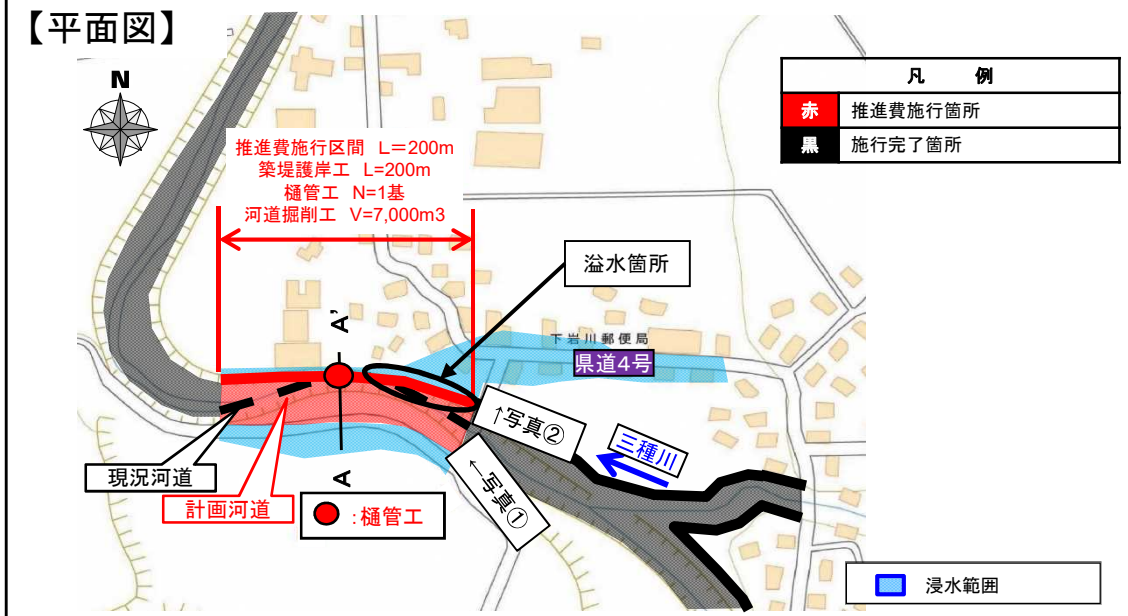 【平面図】
N
凡 例
赤 推進費施行箇所
黒 施行完了箇所
推進費施行区間 L=200m
築堤護岸工 L=200m
樋管工 N=1基
河道掘削工 V=7,000m3
溢水箇所
A'
下岩川郵便局
県道4号
↑写真②
三種川
現況河道
A
←写真①
計画河道
:樋管工
浸水範囲